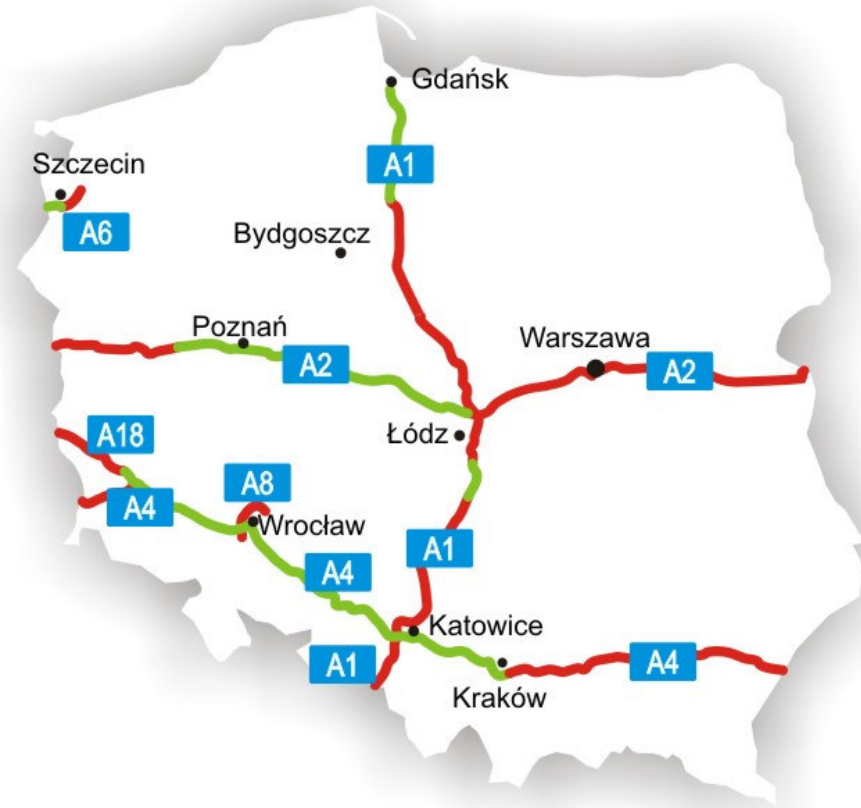 Gdańsk
A1
Szczecin
A6
Bydgoszcz
Poznań
Warszawa
A2
A2
A18
Łódz
A8
A4
Wrocław
A1
A4
Katowice
A1
A4
Kraków